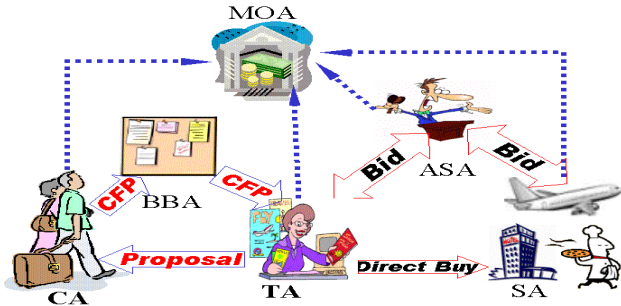 MOA
CFP
BBA
CFP
Bid
ASA
Bid
Proposal
Direct Buy
CA
TA
SA